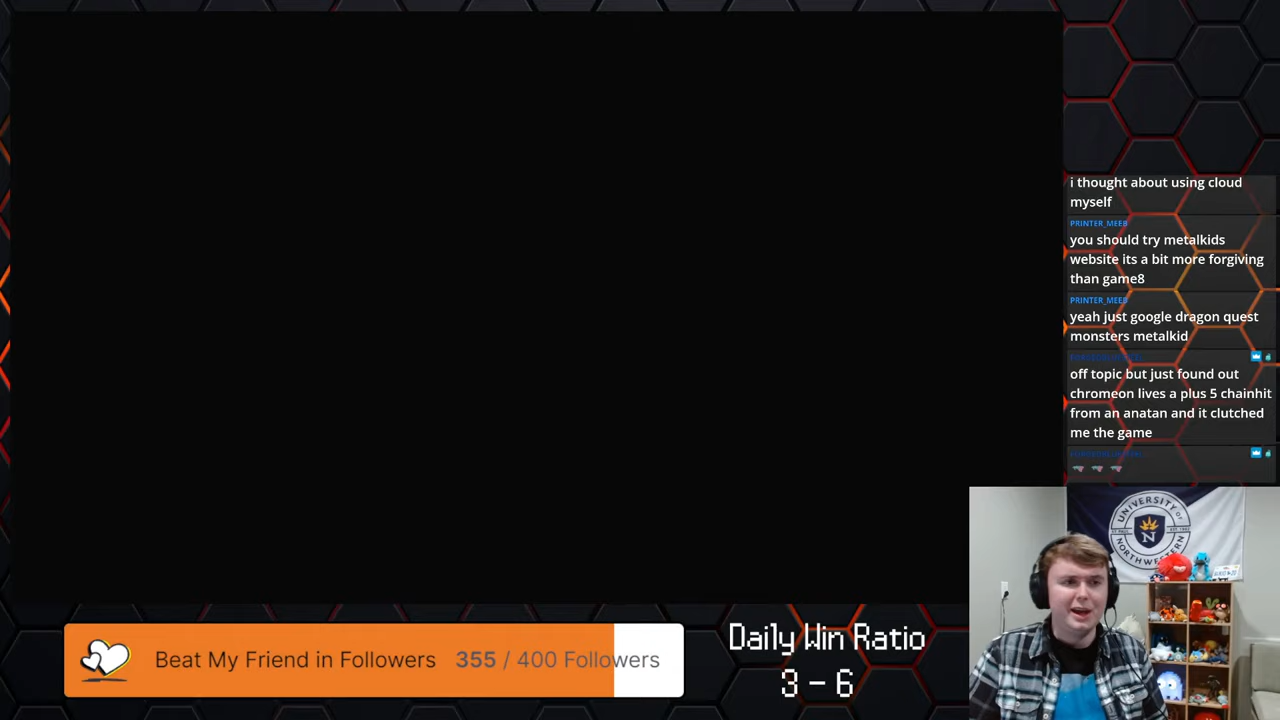 i thought about using cloud
myself
PRINTER_MEEB
you should try metalkids
website its a bit more forgiving
than game8
PRINTER_MEEB
yeah just google dragon quest
monsters metalkid
off topic but just found out
chromeon lives a plus 5 chainhit
from an anatan and it clutched
me the game
UNIVERSITY OF
N
NORTHWESTERN
Beat My Friend in Followers 355 / 400 Followers
Daily Win Ratio
3 - 6